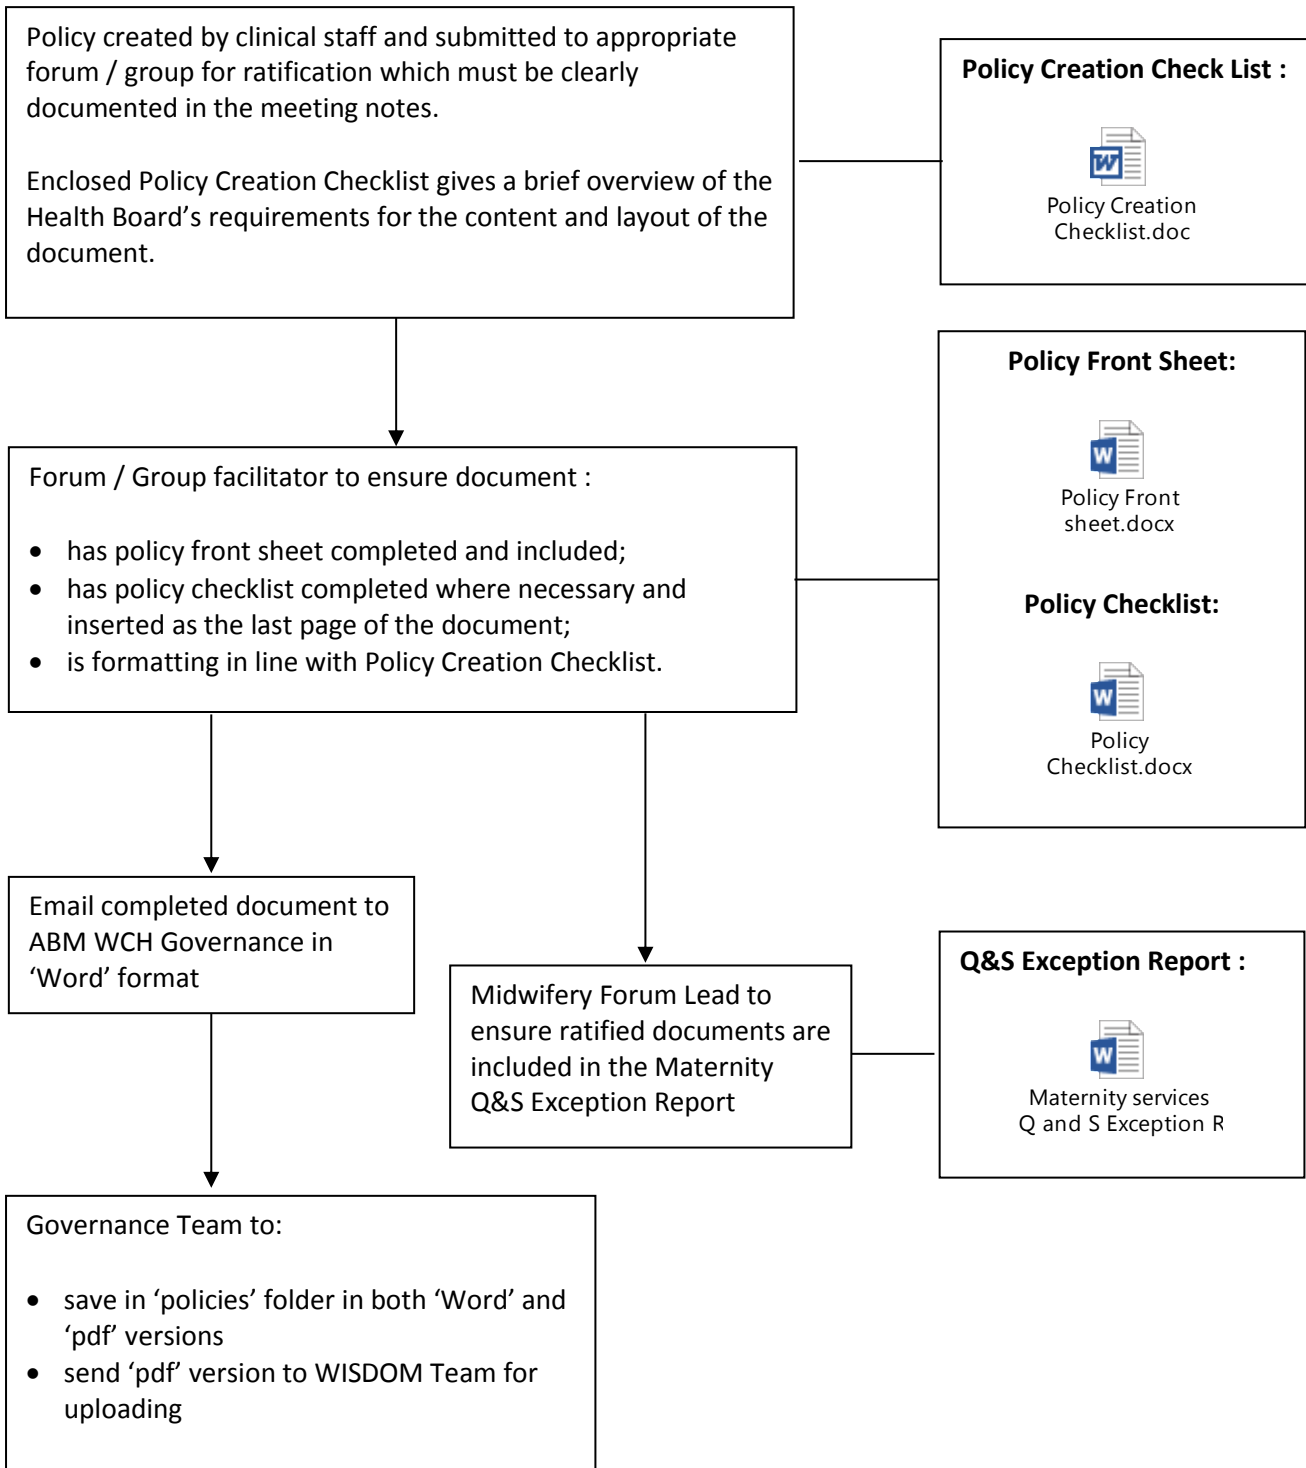 Policy created by clinical staff and submitted to appropriate
forum / group for ratification which must be clearly
documented in the meeting notes.
Enclosed Policy Creation Checklist gives a brief overview of the
Health Board’s requirements for the content and layout of the
document.
Policy Creation Check List :
Policy Creation
Checklist.doc
Forum / Group facilitator to ensure document :
• has policy front sheet completed and included;
• has policy checklist completed where necessary and
inserted as the last page of the document;
• is formatting in line with Policy Creation Checklist.
Policy Front Sheet:
Policy Front
sheet.docx
Policy Checklist:
Policy
Checklist.docx
Email completed document to
ABM WCH Governance in
‘Word’ format
Midwifery Forum Lead to
ensure ratified documents are
included in the Maternity
Q&S Exception Report
Q&S Exception Report :
Maternity services
Q and S Exception R
Governance Team to:
• save in ‘policies’ folder in both ‘Word’ and
‘pdf’ versions
• send ‘pdf’ version to WISDOM Team for
uploading